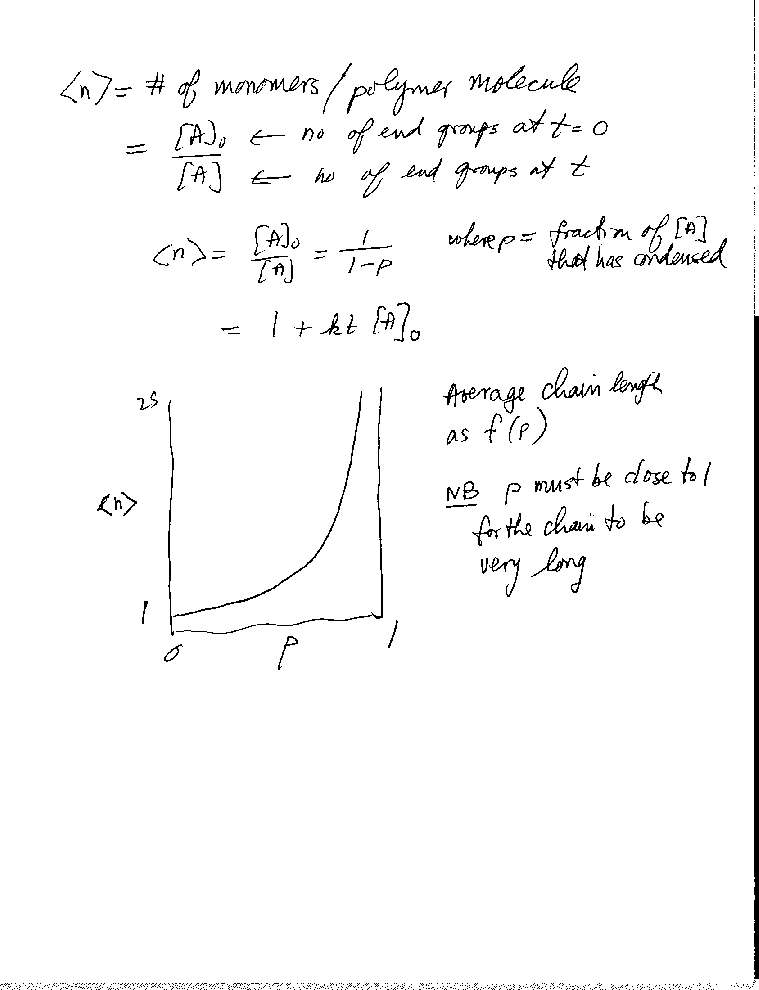 <n> = # of monomers / polymer molecule
= [A]₀ ← no of end groups at t = 0
[A] ← no of end groups at t
<n> = [A]₀/[A] = 1/(1-p) where p = fraction of [A]
that has condensed
= 1 + kt [A]₀
Average chain length
as f(p)
NB p must be close to 1
for the chain to be
very long
25
<n>
1
0 p 1